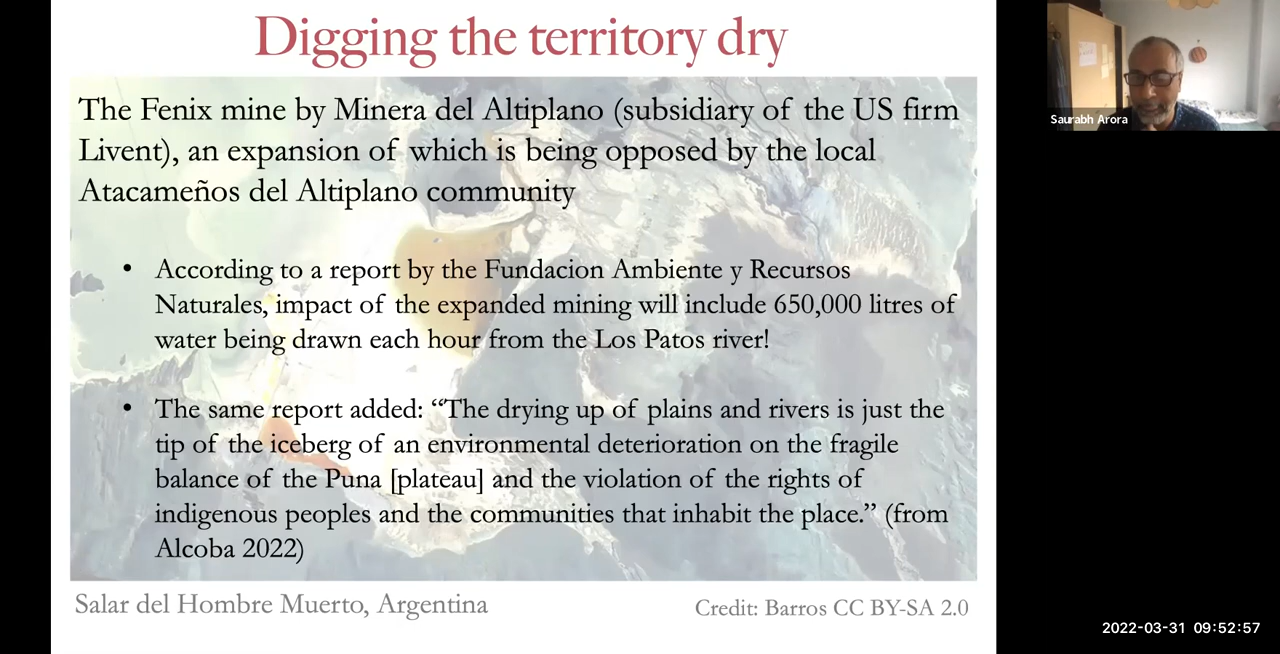 Digging the territory dry
The Fenix mine by Minera del Altiplano (subsidiary of the US firm
Livent), an expansion of which is being opposed by the local
Atacameños del Altiplano community
• According to a report by the Fundacion Ambiente y Recursos
Naturales, impact of the expanded mining will include 650,000 litres of
water being drawn each hour from the Los Patos river!
• The same report added: “The drying up of plains and rivers is just the
tip of the iceberg of an environmental deterioration on the fragile
balance of the Puna [plateau] and the violation of the rights of
indigenous peoples and the communities that inhabit the place.” (from
Alcoba 2022)
Salar del Hombre Muerto, Argentina
Credit: Barros CC BY-SA 2.0
Saurabh Arora
2022-03-31 09:52:57